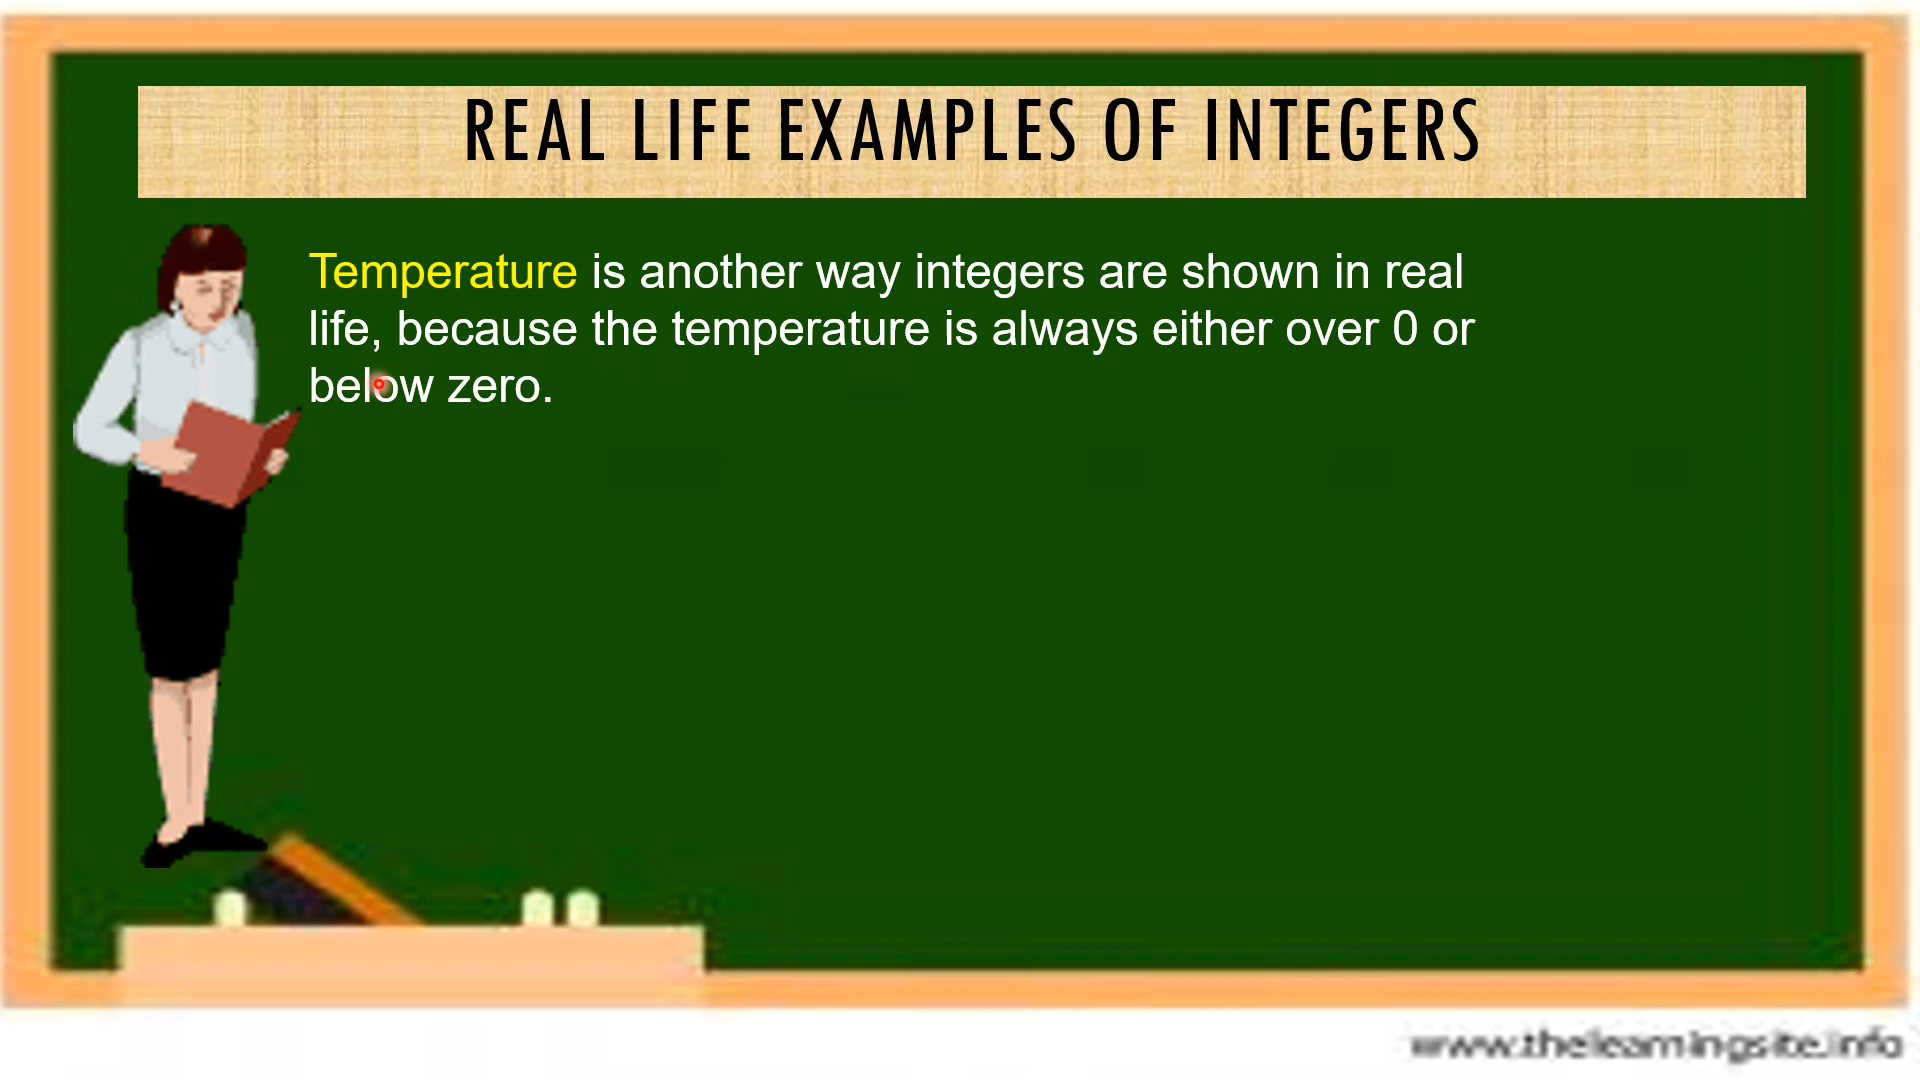 REAL LIFE EXAMPLES OF INTEGERS
Temperature is another way integers are shown in real
life, because the temperature is always either over 0 or
below zero.
www.thelearningsite.info